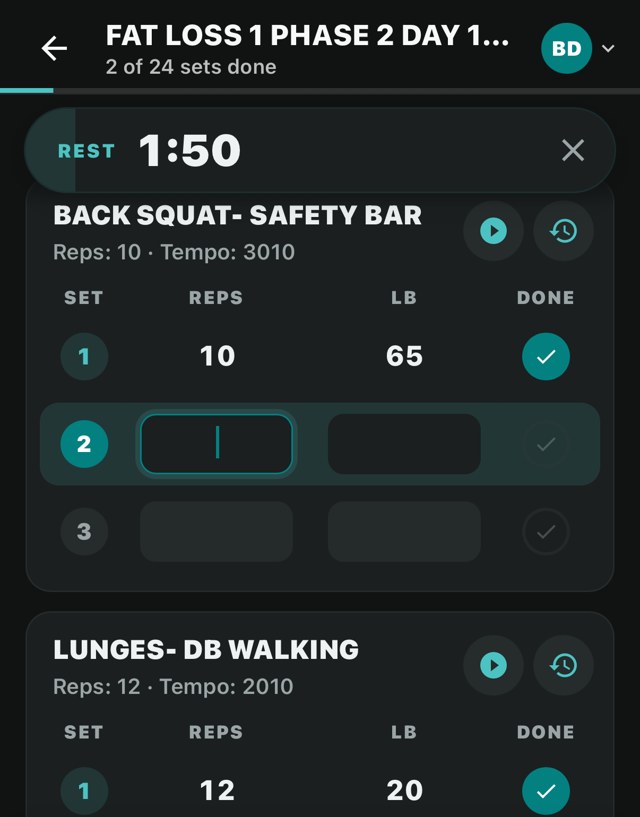 FAT LOSS 1 PHASE 2 DAY 1...
2 of 24 sets done
BD
REST 1:50
BACK SQUAT- SAFETY BAR
Reps: 10 · Tempo: 3010
SET REPS LB DONE
1 10 65
2
3
LUNGES- DB WALKING
Reps: 12 · Tempo: 2010
SET REPS LB DONE
1 12 20